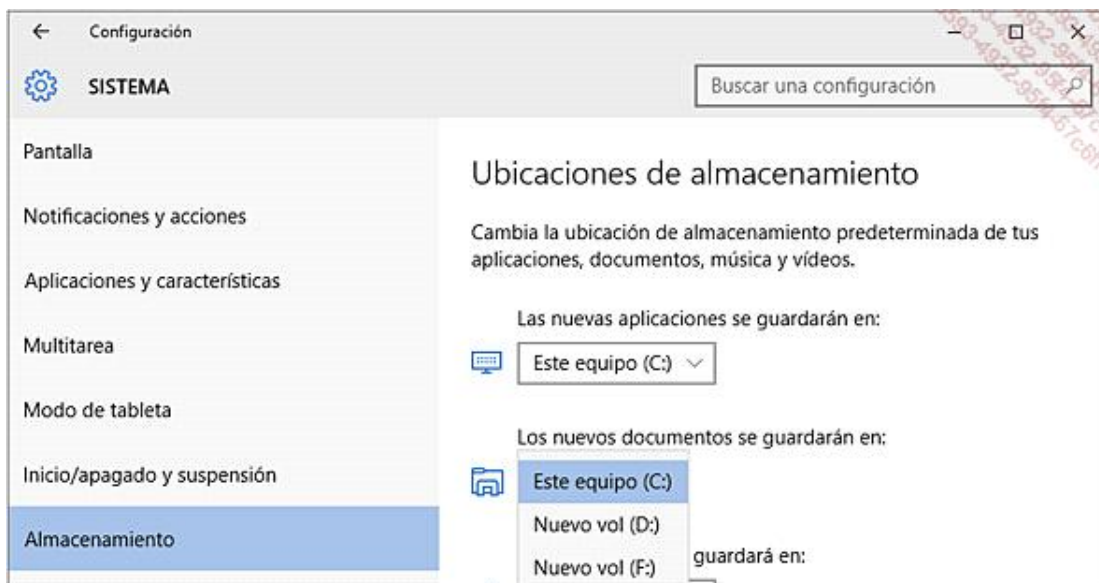 Configuración
SISTEMA
Buscar una configuración
Pantalla
Notificaciones y acciones
Aplicaciones y características
Multitarea
Modo de tableta
Inicio/apagado y suspensión
Almacenamiento
Ubicaciones de almacenamiento
Cambia la ubicación de almacenamiento predeterminada de tus
aplicaciones, documentos, música y vídeos.
Las nuevas aplicaciones se guardarán en:
Este equipo (C:)
Los nuevos documentos se guardarán en:
Este equipo (C:)
Nuevo vol (D:)
Nuevo vol (F:)
guardará en: